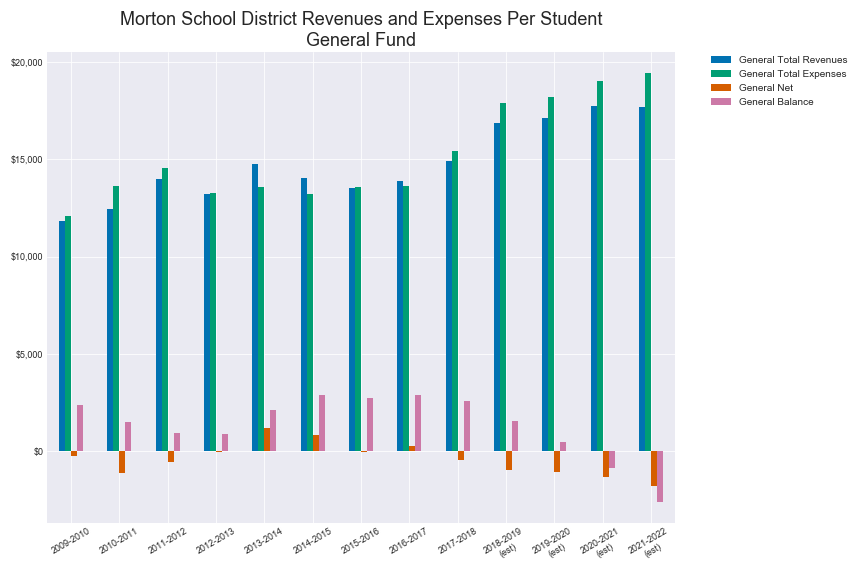 Morton School District Revenues and Expenses Per Student
General Fund
$20,000
$15,000
$10,000
$5,000
$0
General Total Revenues
General Total Expenses
General Net
General Balance
2009-2010
2010-2011
2011-2012
2012-2013
2013-2014
2014-2015
2015-2016
2016-2017
2017-2018
2018-2019
(est)
2019-2020
(est)
2020-2021
(est)
2021-2022
(est)